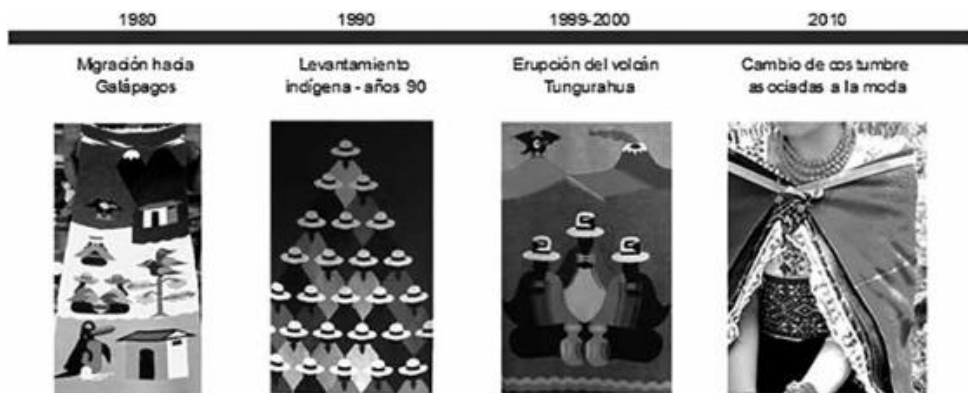 1980
1990
1999-2000
2010
Migración hacia
Galápagos
Levantamiento
indígena - años 90
Erupción del volcán
Tungurahua
Cambio de costumbre
asociadas a la moda